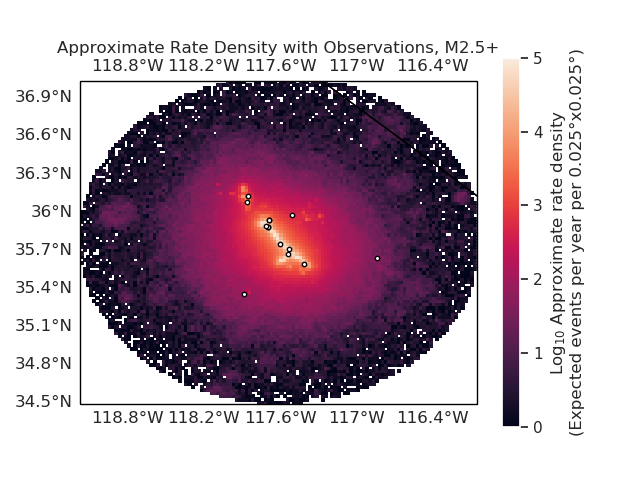 Approximate Rate Density with Observations, M2.5+
118.8°W 118.2°W 117.6°W 117°W 116.4°W
36.9°N
36.6°N
36.3°N
36°N
35.7°N
35.4°N
35.1°N
34.8°N
34.5°N
118.8°W 118.2°W 117.6°W 117°W 116.4°W
5
4
3
2
1
0
Log10 Approximate rate density
(Expected events per year per 0.025°x0.025°)